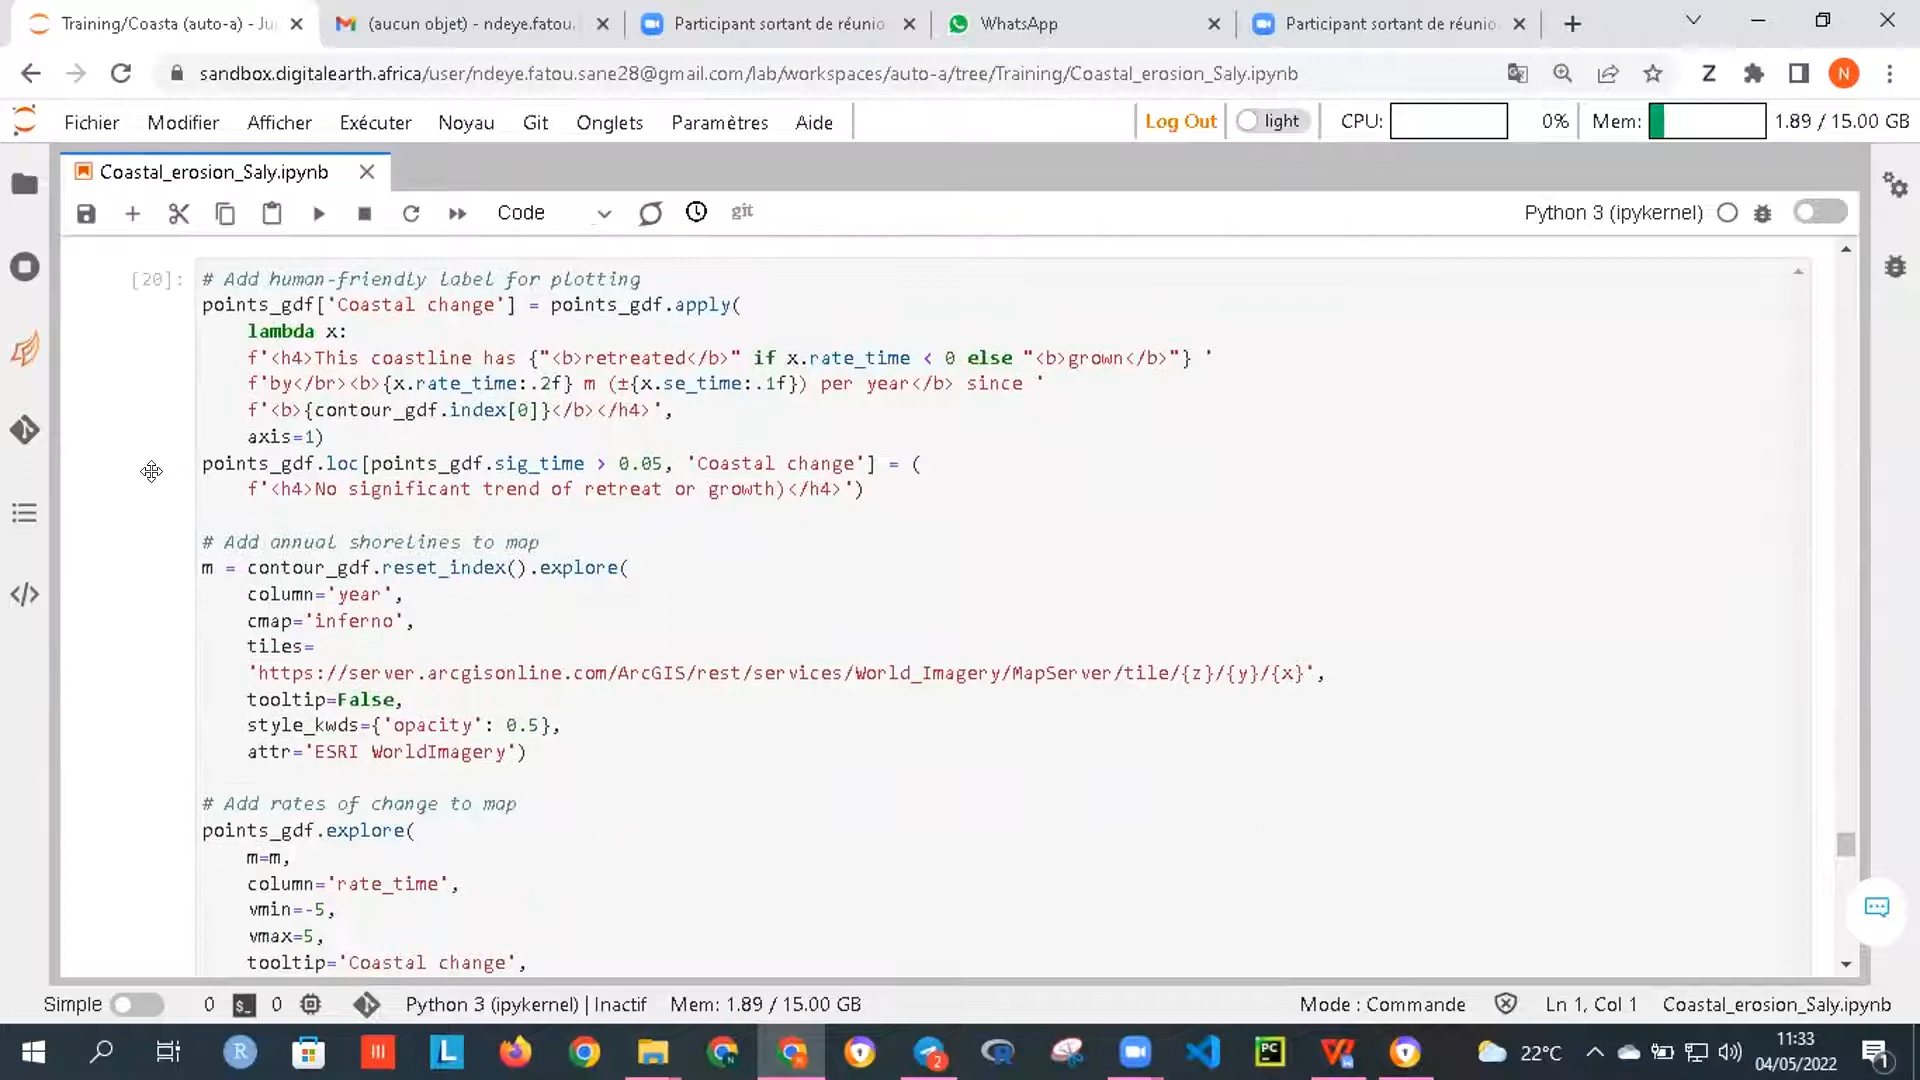 Training/Coasta (auto-a) - Ju
(aucun objet) - ndeye.fatou.
Participant sortant de réunio
WhatsApp
Participant sortant de réunio
sandbox.digitalearth.africa/user/ndeye.fatou.sane28@gmail.com/lab/workspaces/auto-a/tree/Training/Coastal_erosion_Saly.ipynb
Z
N
Fichier Modifier Afficher Exécuter Noyau Git Onglets Paramètres Aide
Log Out light CPU: 0% Mem: 1.89 / 15.00 GB
Coastal_erosion_Saly.ipynb
Code git Python 3 (ipykernel)
[20]: # Add human-friendly label for plotting
points_gdf['Coastal change'] = points_gdf.apply(
lambda x:
f'<h4>This coastline has {"<b>retreated</b>" if x.rate_time < 0 else "<b>grown</b>"} '
f'by</br><b>{x.rate_time:.2f} m (±{x.se_time:.1f}) per year</b> since '
f'<b>{contour_gdf.index[0]}</b></h4>',
axis=1)
points_gdf.loc[points_gdf.sig_time > 0.05, 'Coastal change'] = (
f'<h4>No significant trend of retreat or growth)</h4>')
# Add annual shorelines to map
m = contour_gdf.reset_index().explore(
column='year',
cmap='inferno',
tiles=
'https://server.arcgisonline.com/ArcGIS/rest/services/World_Imagery/MapServer/tile/{z}/{y}/{x}',
tooltip=False,
style_kwds={'opacity': 0.5},
attr='ESRI WorldImagery')
# Add rates of change to map
points_gdf.explore(
m=m,
column='rate_time',
vmin=-5,
vmax=5,
tooltip='Coastal change',
Simple 0 0 Python 3 (ipykernel) | Inactif Mem: 1.89 / 15.00 GB Mode : Commande Ln 1, Col 1 Coastal_erosion_Saly.ipynb
22°C
11:33
04/05/2022